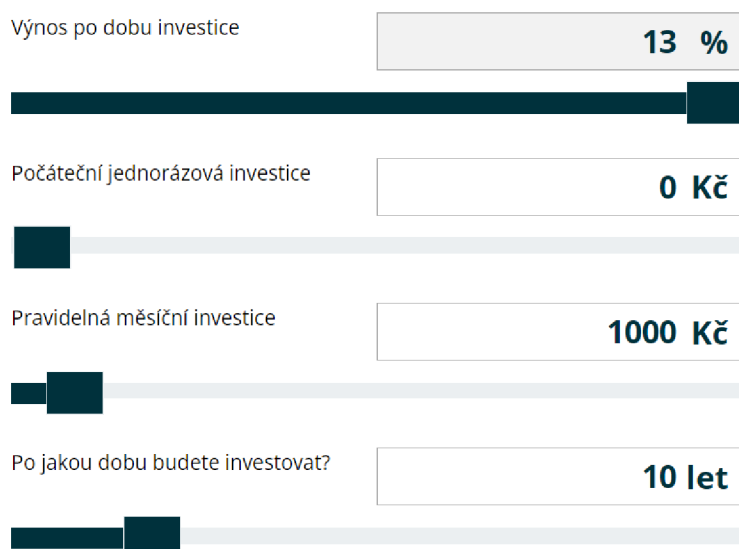 Výnos po dobu investice
13 %
Počáteční jednorázová investice
0 Kč
Pravidelná měsíční investice
1000 Kč
Po jakou dobu budete investovat?
10 let